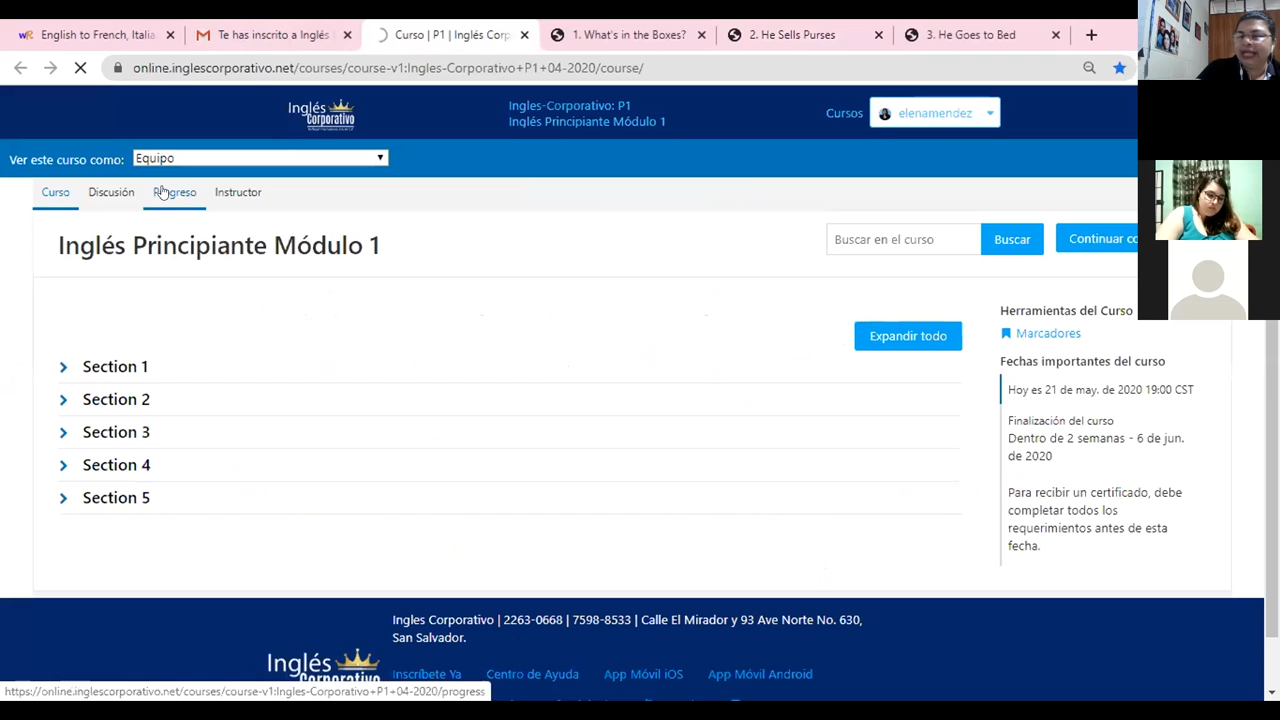 English to French, Italia
Te has inscrito a Inglés
Curso | P1 | Inglés Corp
1. What's in the Boxes?
2. He Sells Purses
3. He Goes to Bed
online.inglescorporativo.net/courses/course-v1:Ingles-Corporativo+P1+04-2020/course/
Inglés
Corporativo
Ingles-Corporativo: P1
Inglés Principiante Módulo 1
Cursos
elenamendez
Ver este curso como:
Equipo
Curso
Discusión
Progreso
Instructor
Inglés Principiante Módulo 1
Buscar en el curso
Buscar
Continuar co
Expandir todo
Section 1
Section 2
Section 3
Section 4
Section 5
Herramientas del Curso
Marcadores
Fechas importantes del curso
Hoy es 21 de may. de 2020 19:00 CST
Finalización del curso
Dentro de 2 semanas - 6 de jun.
de 2020
Para recibir un certificado, debe
completar todos los
requerimientos antes de esta
fecha.
Ingles Corporativo | 2263-0668 | 7598-8533 | Calle El Mirador y 93 Ave Norte No. 630,
San Salvador.
Inglés
Corporativo
Inscríbete Ya
Centro de Ayuda
App Móvil iOS
App Móvil Android
https://online.inglescorporativo.net/courses/course-v1:Ingles-Corporativo+P1+04-2020/progress